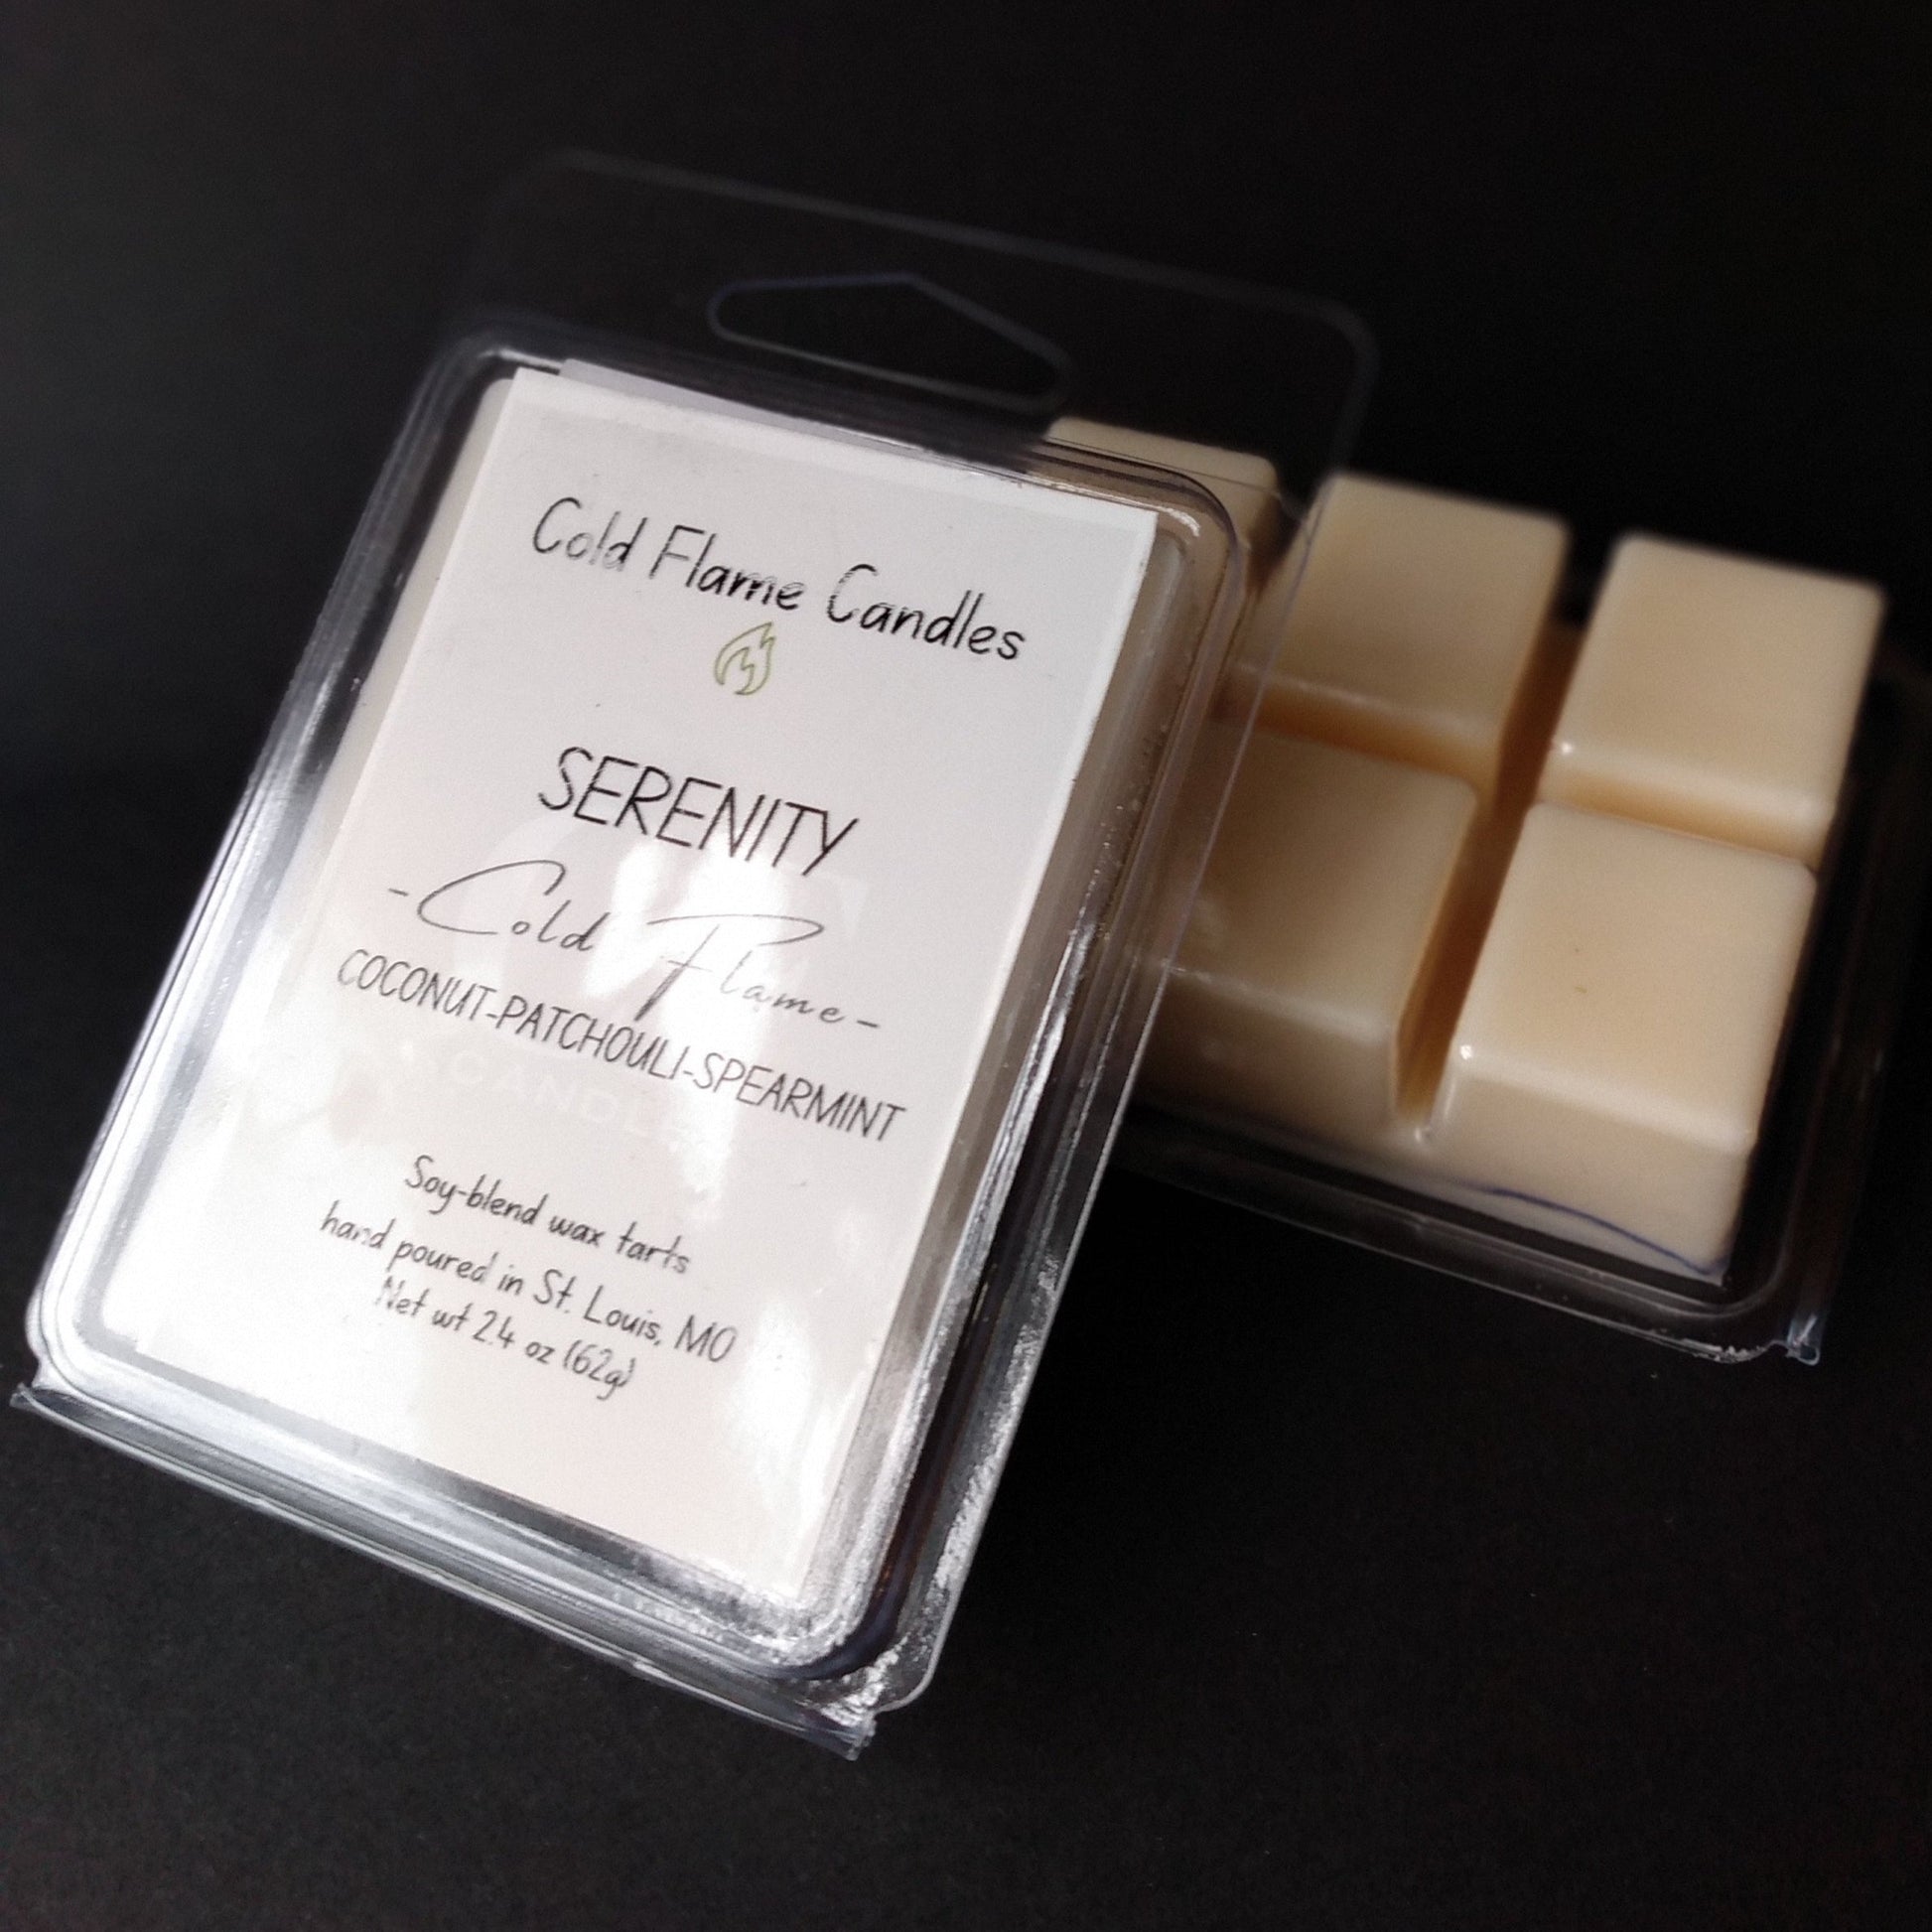 Cold Flame Candles
SERENITY
-Cold Flame-
COCONUT-PATCHOULI-SPEARMINT
Soy-blend wax tarts
hand poured in St. Louis, MO
Net wt 2.4 oz (62g)